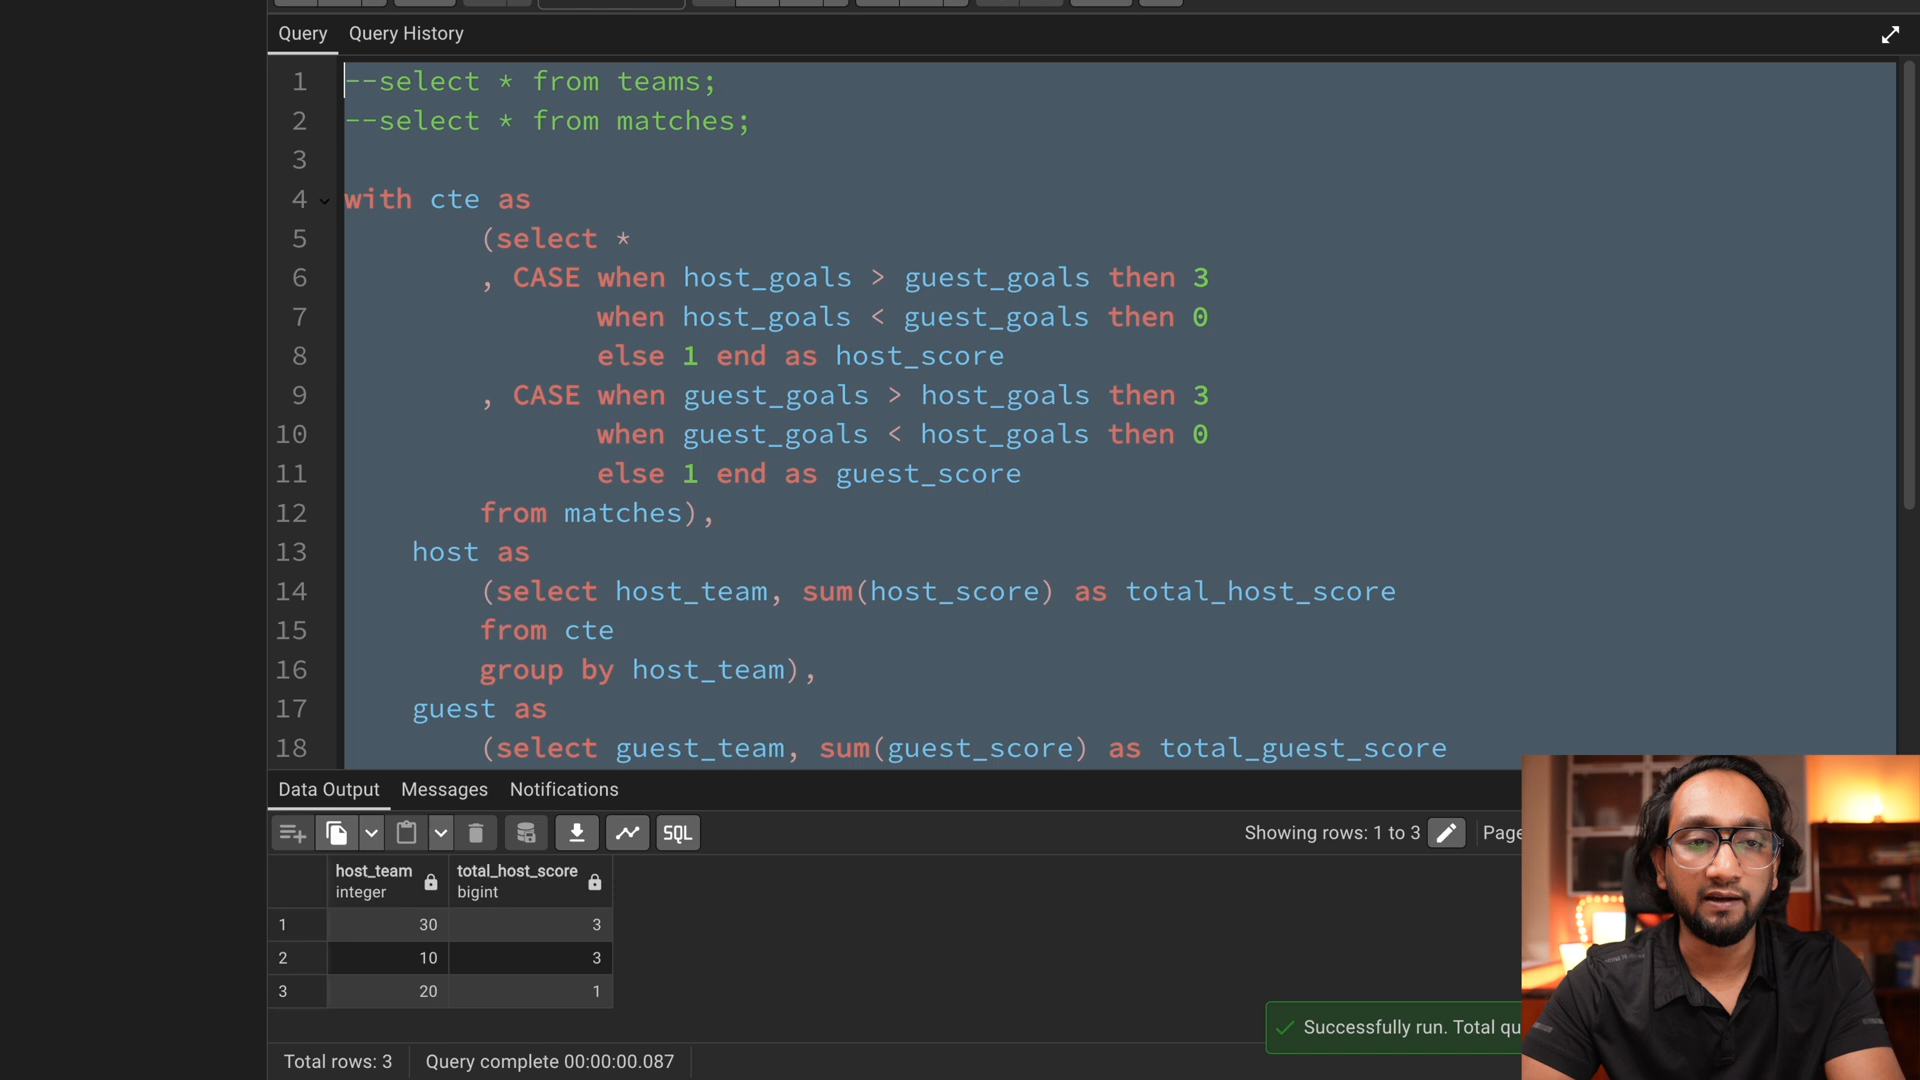 Query Query History
1 --select * from teams;
2 --select * from matches;
3
4 with cte as
5 (select *
6 , CASE when host_goals > guest_goals then 3
7 when host_goals < guest_goals then 0
8 else 1 end as host_score
9 , CASE when guest_goals > host_goals then 3
10 when guest_goals < host_goals then 0
11 else 1 end as guest_score
12 from matches),
13 host as
14 (select host_team, sum(host_score) as total_host_score
15 from cte
16 group by host_team),
17 guest as
18 (select guest_team, sum(guest_score) as total_guest_score
Data Output Messages Notifications
SQL Showing rows: 1 to 3 Page
host_team total_host_score
integer bigint
1 30 3
2 10 3
3 20 1
Successfully run. Total qu
Total rows: 3 Query complete 00:00:00.087